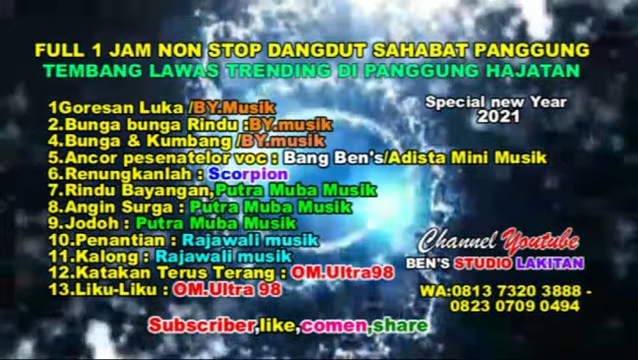 FULL 1 JAM NON STOP DANGDUT SAHABAT PANGGUNG
TEMBANG LAWAS TRENDING DI PANGGUNG HAJATAN
Special new Year
2021
1Goresan Luka /BY.Musik
2.Bunga bunga Rindu :BY.musik
4.Bunga & Kumbang /BY.musik
5.Ancor pesenatelor voc : Bang Ben's/Adista Mini Musik
6.Renungkanlah : Scorpion
7.Rindu Bayangan,Putra Muba Musik
8.Angin Surga : Putra Muba Musik
9.Jodoh : Putra Muba Musik
10.Penantian : Rajawali musik
11.Kalong : Rajawali musik
12.Katakan Terus Terang : OM.Ultra98
13.Liku-Liku : OM.Ultra 98
Channel Youtube
BEN'S STUDIO LAKITAN
WA:0813 7320 3888 -
0823 0709 0494
Subscriber,like,comen,share